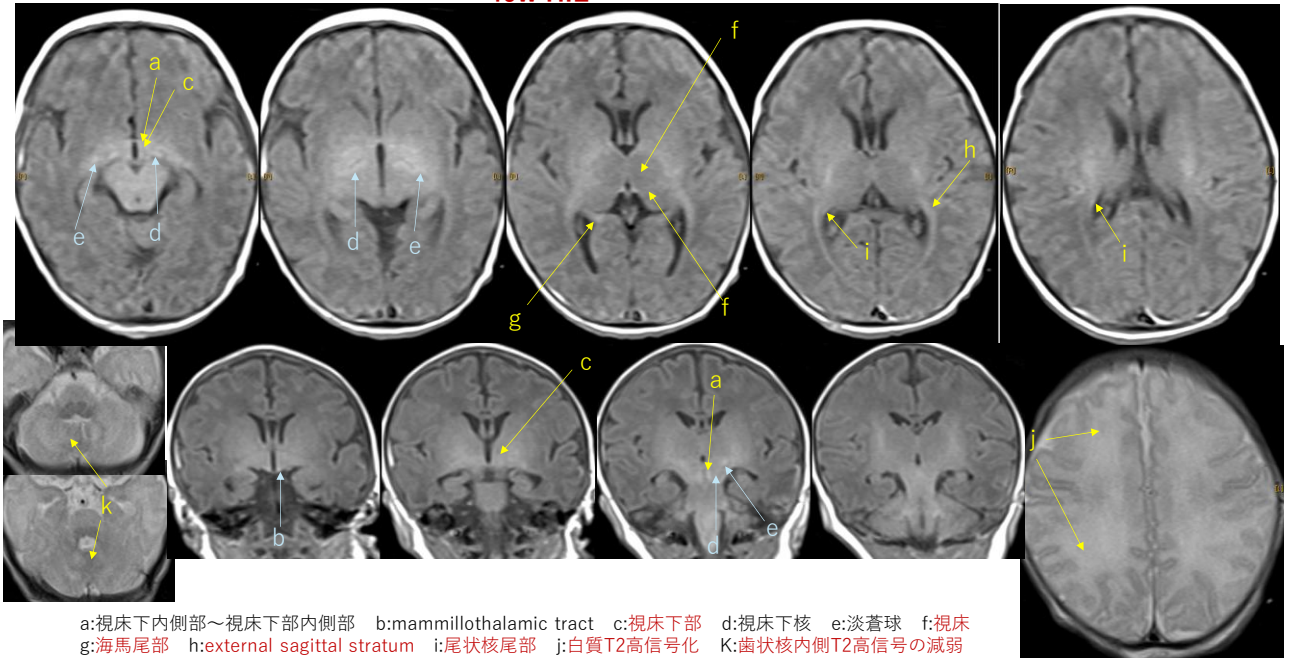 a
c
f
h
e
d
d
e
g
f
i
i
c
a
j
k
b
d
e
a:視床下内側部～視床下部内側部 b:mammillothalamic tract c:視床下部 d:視床下核 e:淡蒼球 f:視床
g:海馬尾部 h:external sagittal stratum i:尾状核尾部 j:白質T2高信号化 K:歯状核内側T2高信号の減弱